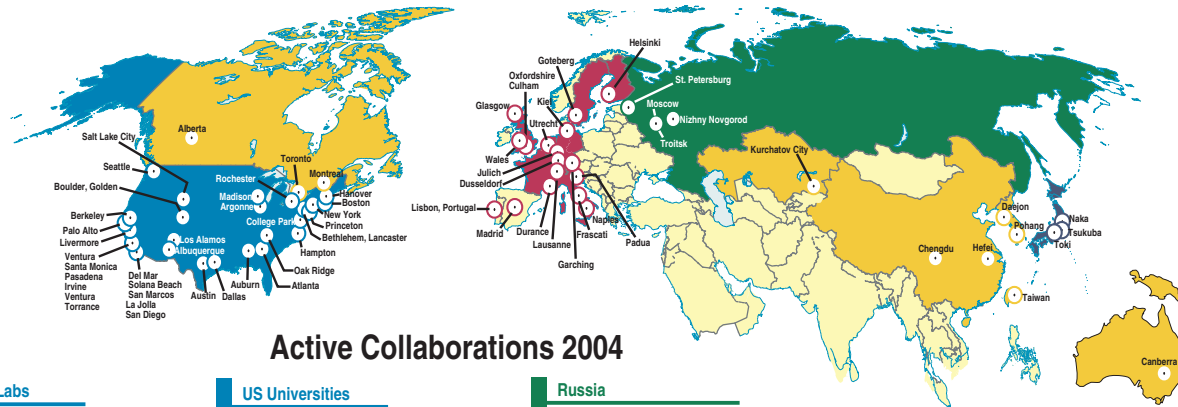 Helsinki
Goteberg
Oxfordshire
Culham
St. Petersburg
Glasgow
Kiel
Moscow
Utrecht
Nizhny Novgorod
Alberta
Salt Lake City
Troitsk
Kurchatov City
Wales
Toronto
Seattle
Julich
Montreal
Rochester
Dusseldorf
Boulder, Golden
Madison
Hanover
Argonne
Boston
Lisbon, Portugal
New York
Daejon
Berkeley
College Park
Naples
Naka
Princeton
Pohang
Palo Alto
Madrid
Durance
Frascati
Tsukuba
Los Alamos
Bethlehem, Lancaster
Toki
Livermore
Lausanne
Padua
Albuquerque
Hampton
Chengdu
Hefei
Ventura
Santa Monica
Pasadena
Irvine
Ventura
Torrance
Garching
Oak Ridge
Del Mar
Solana Beach
San Marcos
La Jolla
San Diego
Auburn
Atlanta
Austin
Dallas
Taiwan
Active Collaborations 2004
Canberra
Labs
US Universities
Russia